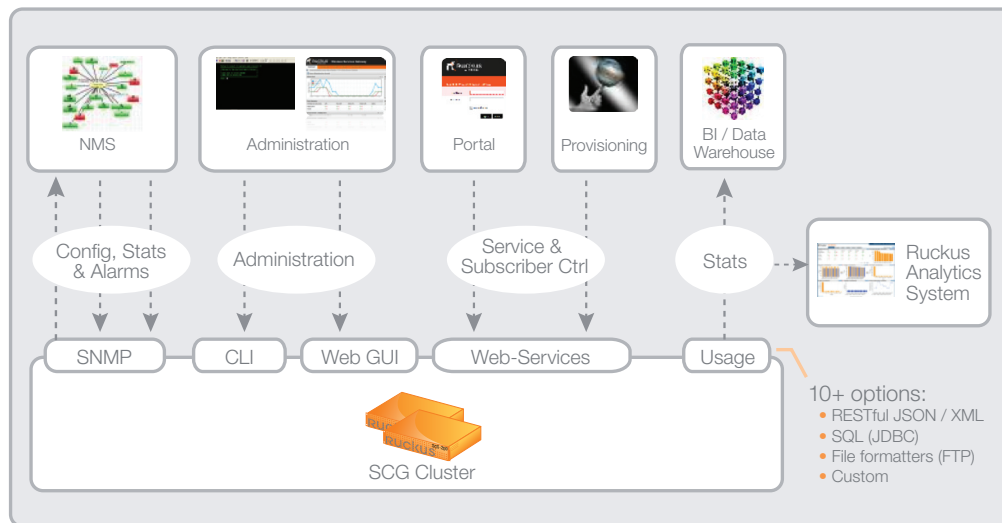 NMS
Administration
Portal
Provisioning
BI / Data
Warehouse
Config, Stats
& Alarms
Administration
Service &
Subscriber Ctrl
Stats
Ruckus
Analytics
System
SNMP
CLI
Web GUI
Web-Services
Usage
SCG Cluster
10+ options:
• RESTful JSON / XML
• SQL (JDBC)
• File formatters (FTP)
• Custom